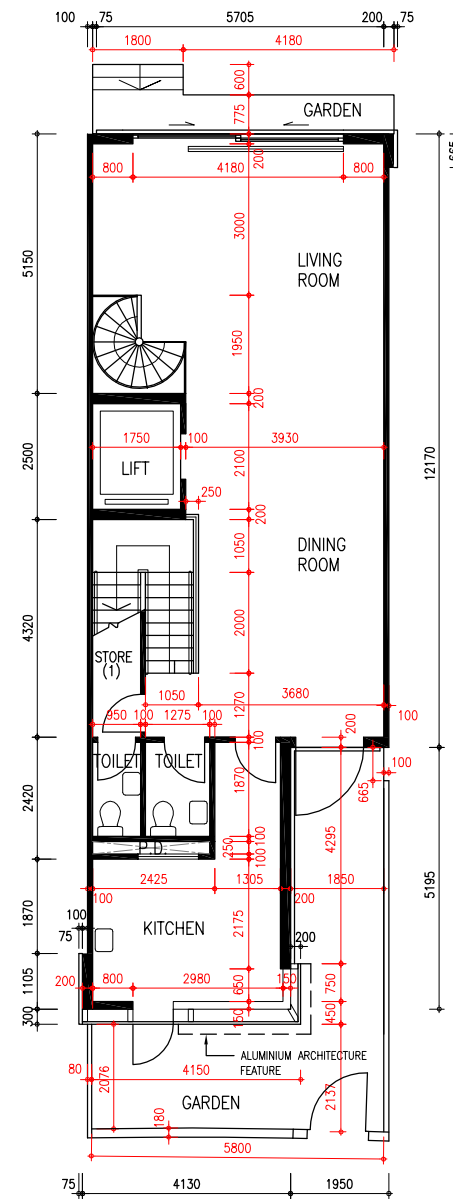 100 75 5705 200 75
1800 4180
600
775
GARDEN
665
200
800 4180 800
3000
5150
LIVING
ROOM
1950
200
1750 100 3930
2500
LIFT
2100
12170
250
200
1050
DINING
ROOM
4320
2000
STORE
(1)
1050 3680
1270
950 100 1275 100
100
200
100
TOILET TOILET
1870
665
100
2420
4295
P.D.
250 100
100
2425 1305 1850
100 200
5195
1870
KITCHEN
2175
100
75
200
1105
200 800 2980 150
650
750
300
150
450
ALUMINIUM ARCHITECTURE
FEATURE
80 4150
2076
2137
GARDEN
180
5800
75 4130 1950